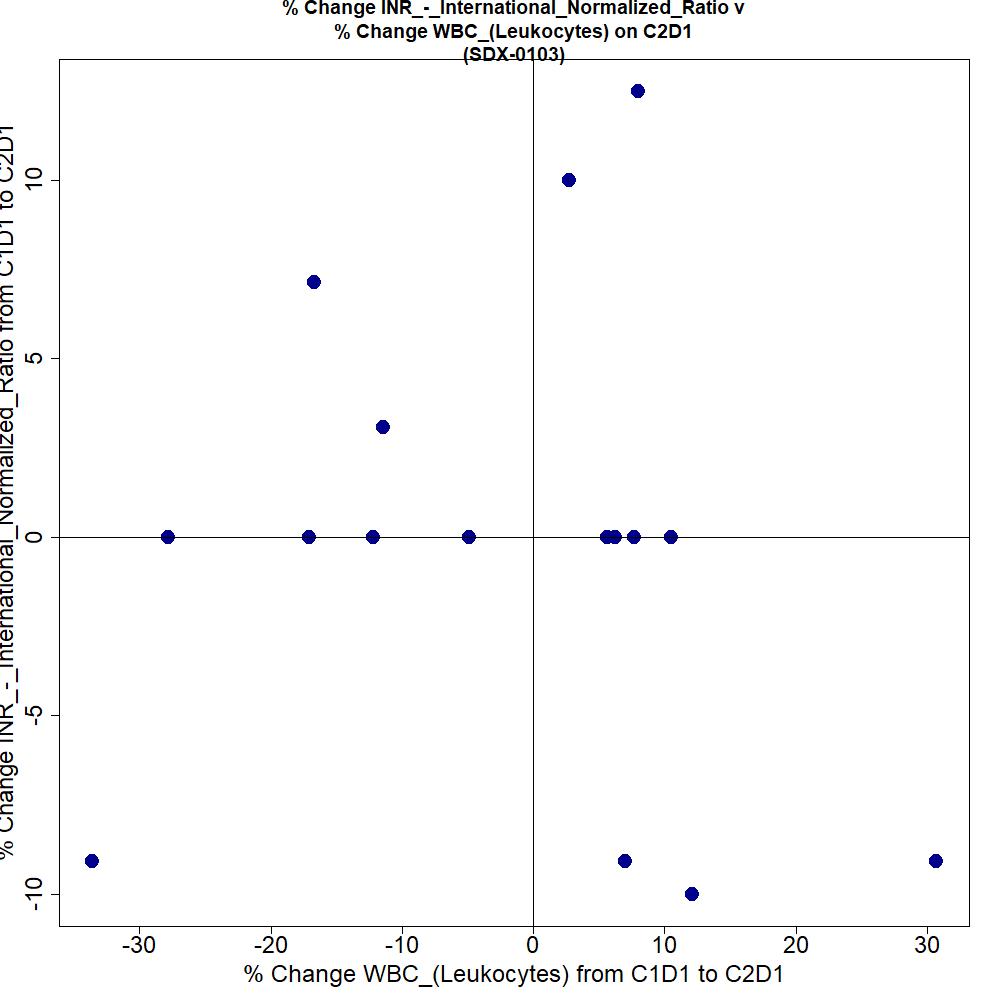 % Change INR_-_International_Normalized_Ratio v
% Change WBC_(Leukocytes) on C2D1
(SDX-0103)
% Change INR_-_International_Normalized_Ratio from C1D1 to C2D1
10
5
0
-5
-10
-30
-20
-10
0
10
20
30
% Change WBC_(Leukocytes) from C1D1 to C2D1